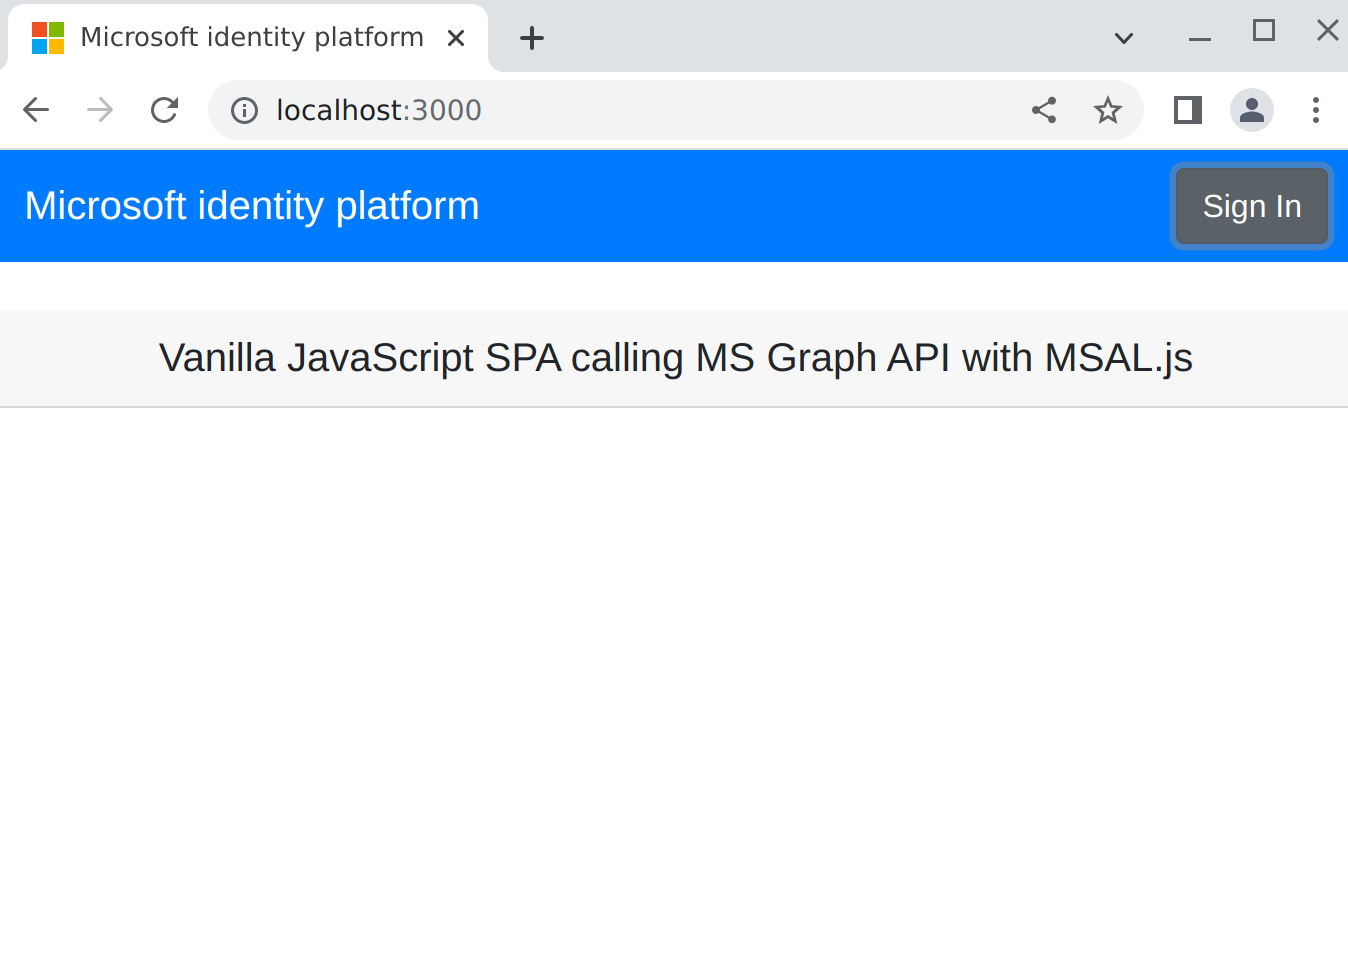 Microsoft identity platform
localhost:3000
Microsoft identity platform
Sign In
Vanilla JavaScript SPA calling MS Graph API with MSAL.js